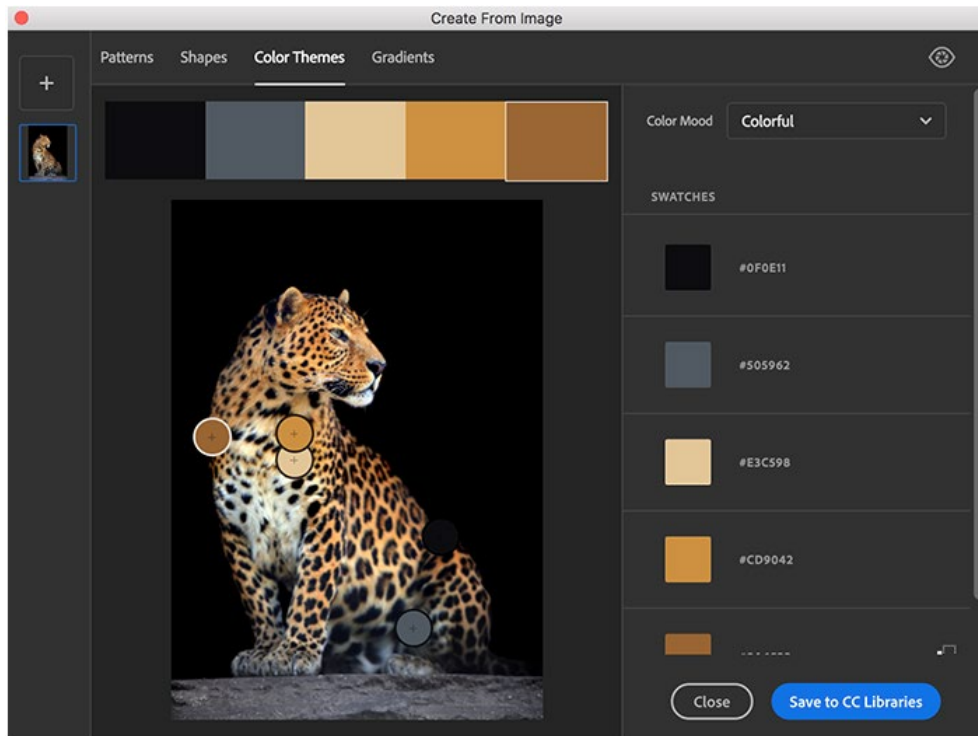 Create From Image
Patterns Shapes Color Themes Gradients
Color Mood Colorful
SWATCHES
#0F0E11
#505962
#E3C598
#CD9042
Close Save to CC Libraries